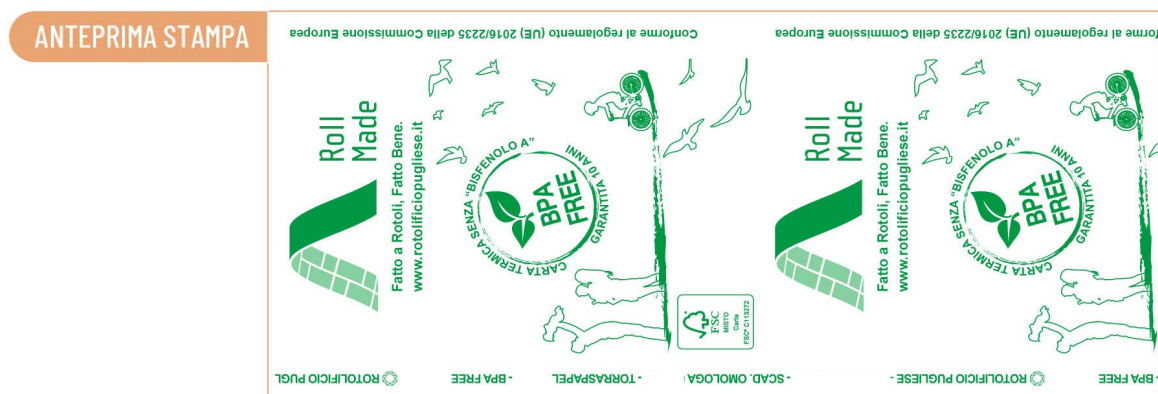 ANTEPRIMA STAMPA
Conforme al regolamento (UE) 2016/2235 della Commissione Europea
Roll
Made
Fatto a Rotoli, Fatto Bene.
www.rotolificiopugliese.it
CARTA TERMICA SENZA "BISFENOLO A"
BPA
FREE
GARANTITA 10 ANNI
FSC
MISTO
Carta
FSC® C113272
ROTOLIFICIO PUGL
- BPA FREE
- TORRASPAPEL
- SCAD. OMOLOGA
al regolamento (UE) 2016/2235 della Commissione Europea
Roll
Made
Fatto a Rotoli, Fatto Bene.
www.rotolificiopugliese.it
CARTA TERMICA SENZA "BISFENOLO A"
BPA
FREE
GARANTITA 10 ANNI
ROTOLIFICIO PUGLIESE -
- BPA FREE